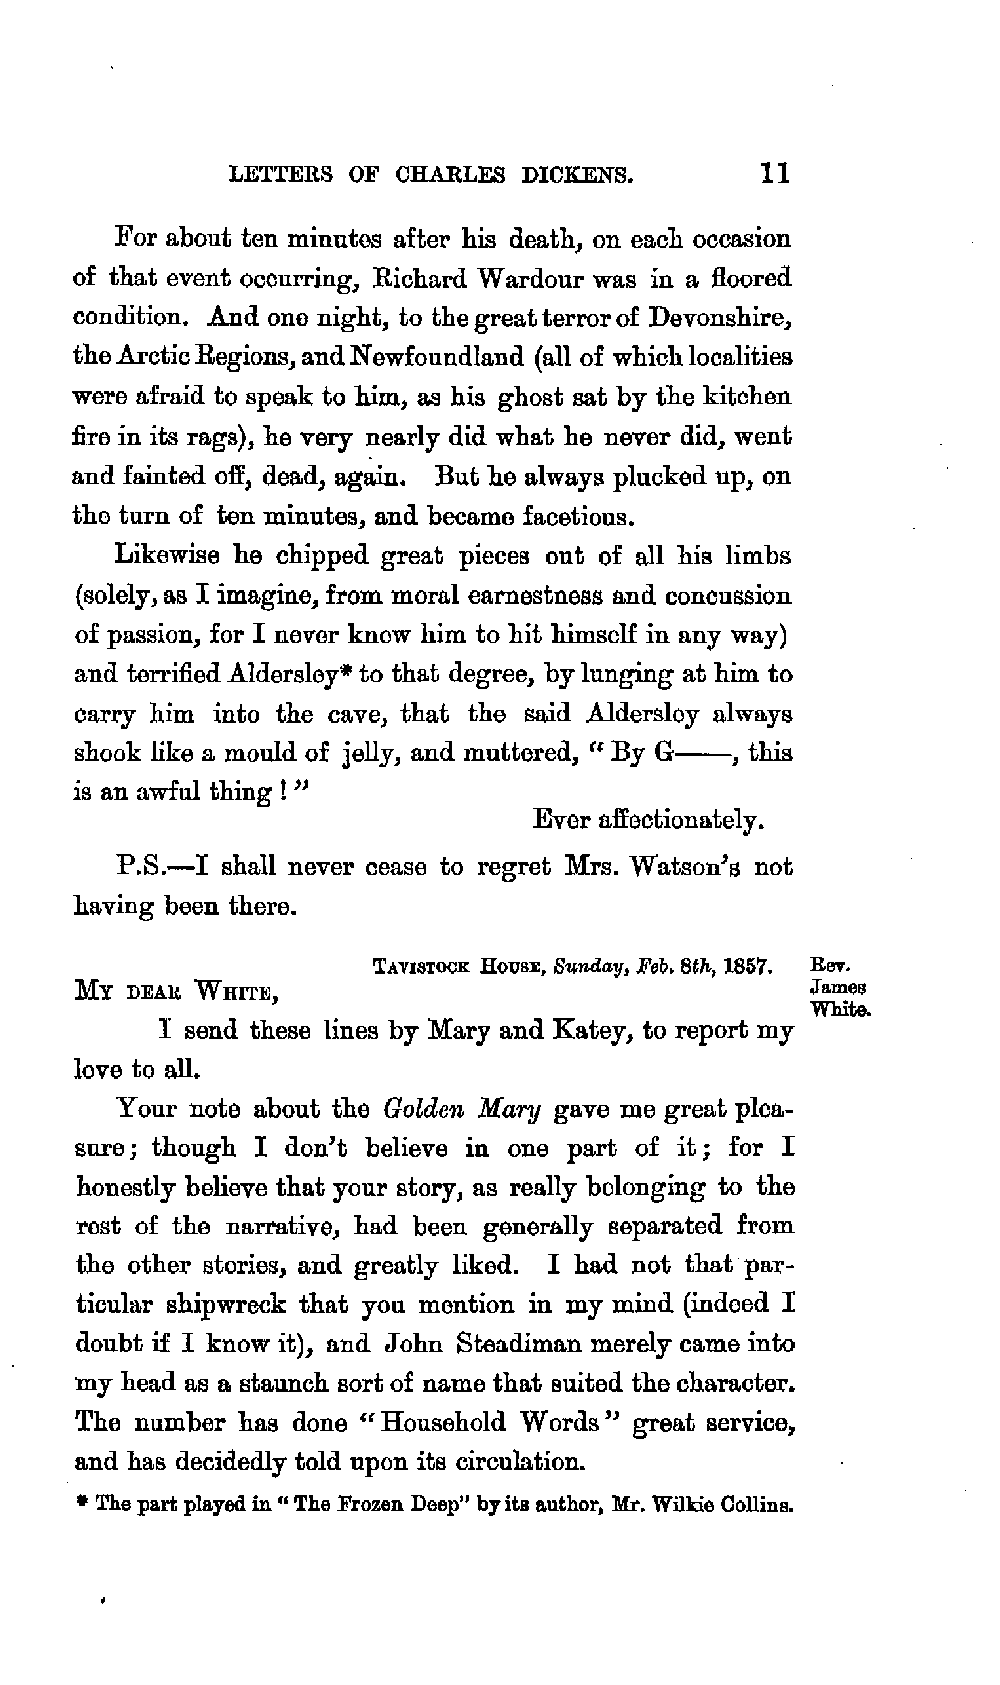 LETTERS OF CHARLES DICKENS. 11
For about ten minutes after his death, on each occasion
of that event occurring, Richard Wardour was in a floored
condition. And one night, to the great terror of Devonshire,
the Arctic Regions, and Newfoundland (all of which localities
were afraid to speak to him, as his ghost sat by the kitchen
fire in its rags), he very nearly did what he never did, went
and fainted off, dead, again. But he always plucked up, on
the turn of ten minutes, and became facetious.
Likewise he chipped great pieces out of all his limbs
(solely, as I imagine, from moral earnestness and concussion
of passion, for I never know him to hit himself in any way)
and terrified Aldersley* to that degree, by lunging at him to
carry him into the cave, that the said Aldersley always
shook like a mould of jelly, and muttered, “By G——, this
is an awful thing!”
Ever affectionately.
P.S.—I shall never cease to regret Mrs. Watson's not
having been there.
TAVISTOCK HOUSE, Sunday, Feb. 8th, 1857.
Rev.
James
White.
MY DEAR WHITE,
I send these lines by Mary and Katey, to report my
love to all.
Your note about the Golden Mary gave me great plea-
sure; though I don't believe in one part of it; for I
honestly believe that your story, as really belonging to the
rest of the narrative, had been generally separated from
the other stories, and greatly liked. I had not that par-
ticular shipwreck that you mention in my mind (indeed I
doubt if I know it), and John Steadiman merely came into
my head as a staunch sort of name that suited the character.
The number has done “Household Words” great service,
and has decidedly told upon its circulation.
* The part played in “The Frozen Deep” by its author, Mr. Wilkie Collins.